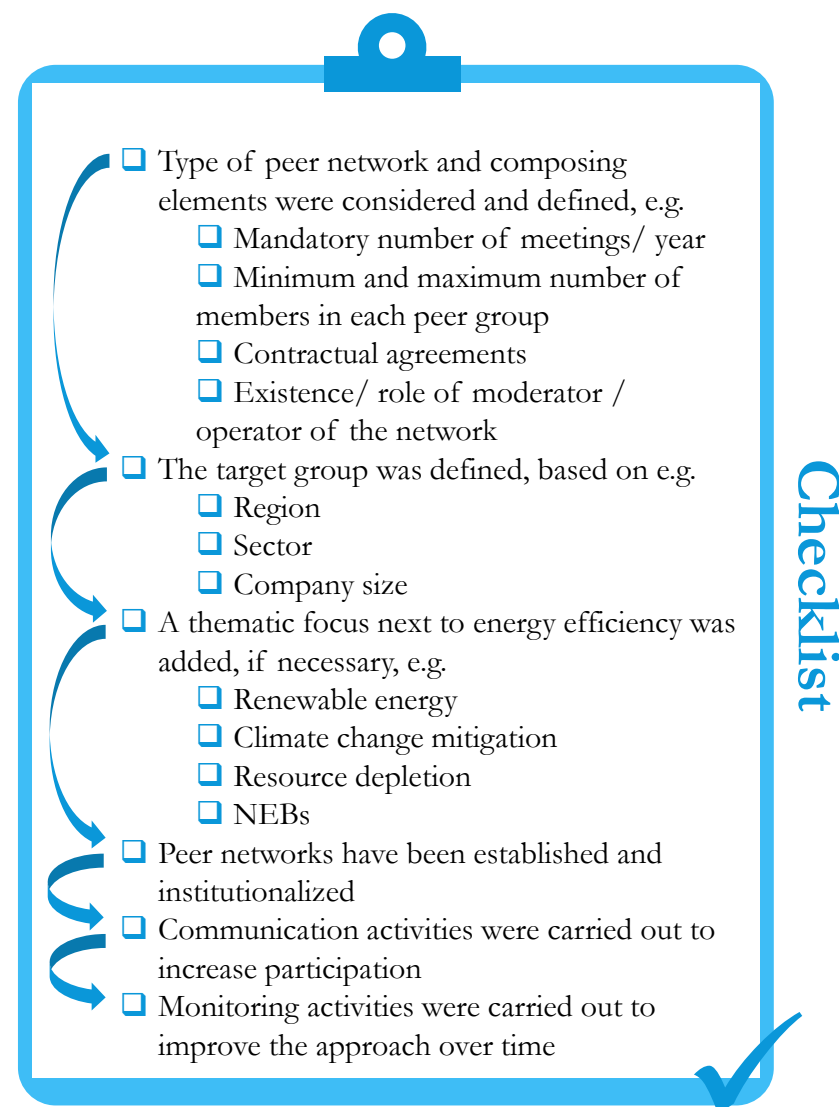 Type of peer network and composing
elements were considered and defined, e.g.
Mandatory number of meetings/ year
Minimum and maximum number of
members in each peer group
Contractual agreements
Existence/ role of moderator /
operator of the network
The target group was defined, based on e.g.
Region
Sector
Company size
A thematic focus next to energy efficiency was
added, if necessary, e.g.
Renewable energy
Climate change mitigation
Resource depletion
NEBs
Peer networks have been established and
institutionalized
Communication activities were carried out to
increase participation
Monitoring activities were carried out to
improve the approach over time
Checklist